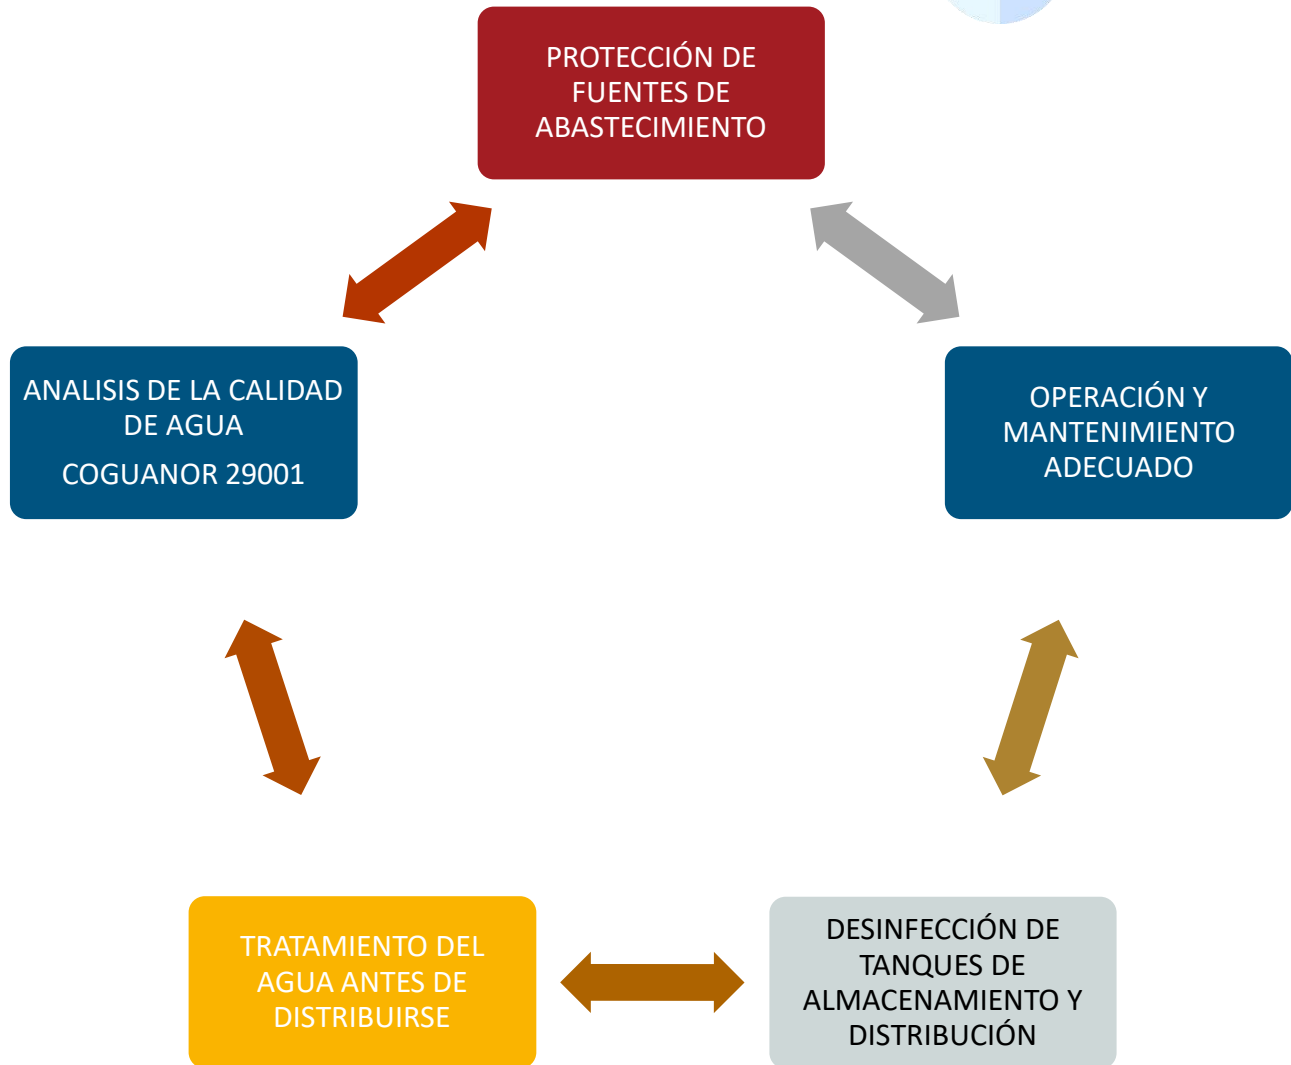 PROTECCIÓN DE
FUENTES DE
ABASTECIMIENTO
ANALISIS DE LA CALIDAD
DE AGUA
COGUANOR 29001
OPERACIÓN Y
MANTENIMIENTO
ADECUADO
TRATAMIENTO DEL
AGUA ANTES DE
DISTRIBUIRSE
DESINFECCIÓN DE
TANQUES DE
ALMACENAMIENTO Y
DISTRIBUCIÓN